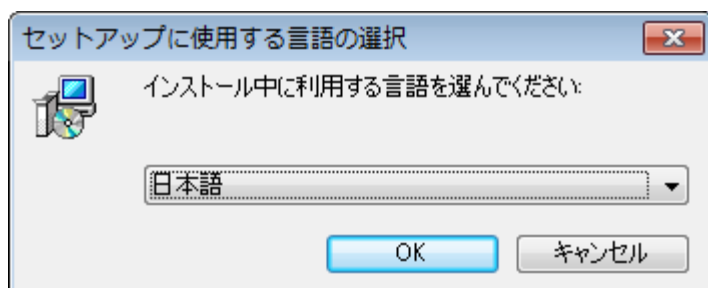 セットアップに使用する言語の選択
インストール中に利用する言語を選んでください:
日本語
OK
キャンセル